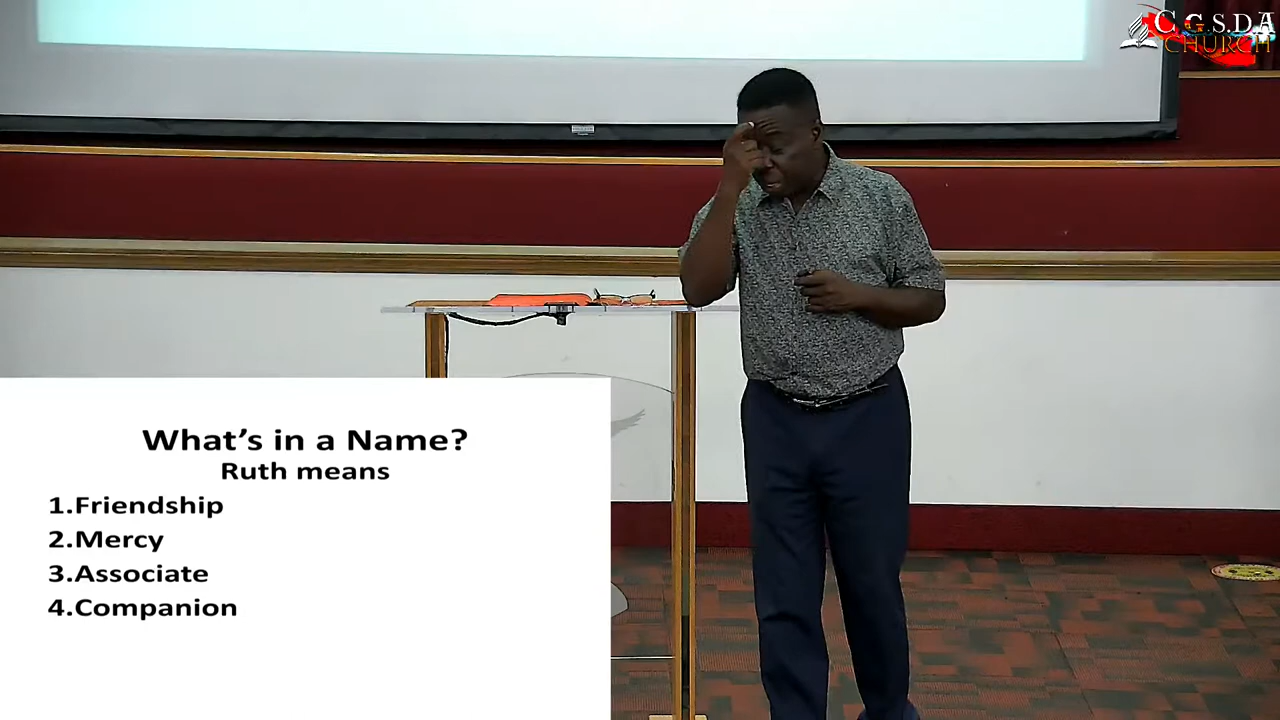 C.G.S.D.A
CHURCH
What's in a Name?
Ruth means
1.Friendship
2.Mercy
3.Associate
4.Companion